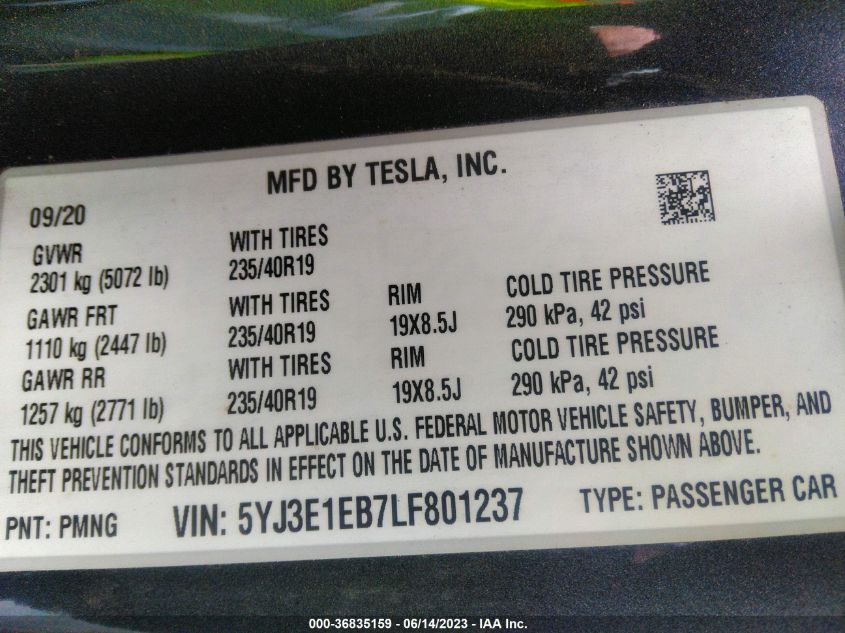 MFD BY TESLA, INC.
09/20
GVWR WITH TIRES
2301 kg (5072 lb) 235/40R19
GAWR FRT WITH TIRES RIM COLD TIRE PRESSURE
1110 kg (2447 lb) 235/40R19 19X8.5J 290 kPa, 42 psi
GAWR RR WITH TIRES RIM COLD TIRE PRESSURE
1257 kg (2771 lb) 235/40R19 19X8.5J 290 kPa, 42 psi
THIS VEHICLE CONFORMS TO ALL APPLICABLE U.S. FEDERAL MOTOR VEHICLE SAFETY, BUMPER, AND
THEFT PREVENTION STANDARDS IN EFFECT ON THE DATE OF MANUFACTURE SHOWN ABOVE.
PNT: PMNG VIN: 5YJ3E1EB7LF801237 TYPE: PASSENGER CAR
000-36835159 - 06/14/2023 - IAA Inc.